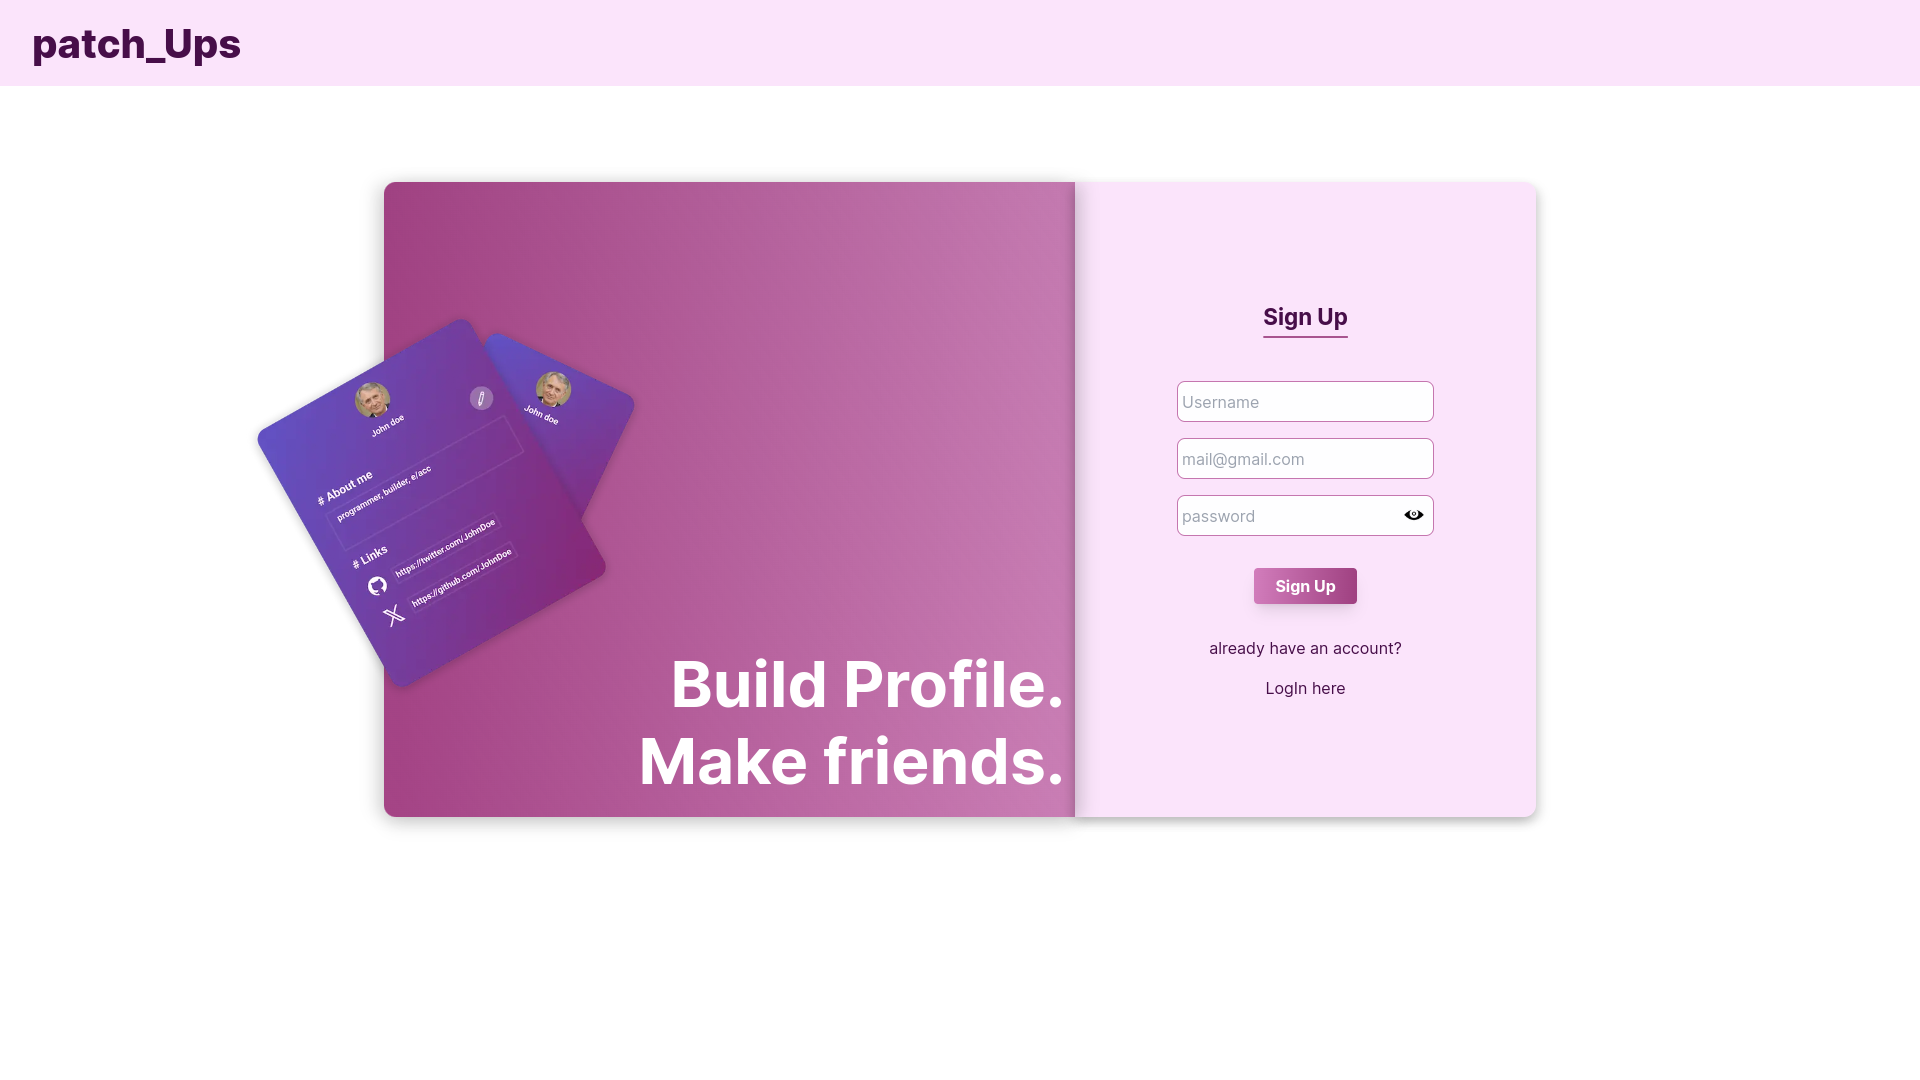 patch_Ups
John doe
# About me
programmer, builder, e/acc
# Links
https://twitter.com/JohnDoe
https://github.com/JohnDoe
John doe
Build Profile.
Make friends.
Sign Up
Username
mail@gmail.com
password
Sign Up
already have an account?
LogIn here